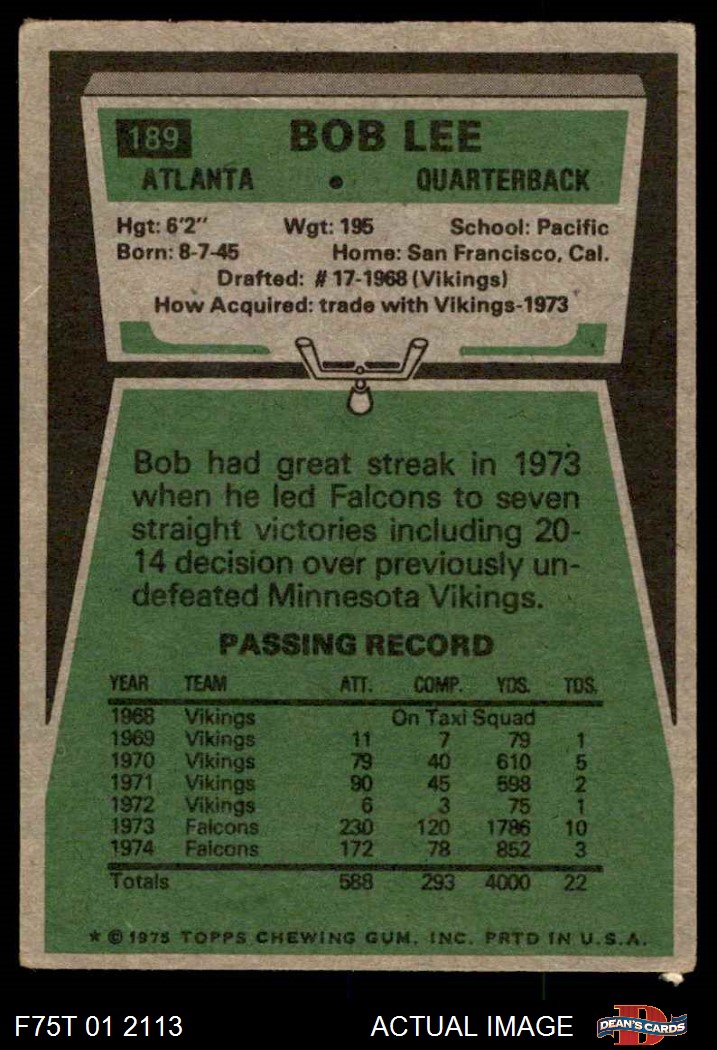 189 BOB LEE
ATLANTA • QUARTERBACK
Hgt: 6'2" Wgt: 195 School: Pacific
Born: 8-7-45 Home: San Francisco, Cal.
Drafted: #17-1968 (Vikings)
How Acquired: trade with Vikings-1973
Bob had great streak in 1973
when he led Falcons to seven
straight victories including 20-
14 decision over previously un-
defeated Minnesota Vikings.
PASSING RECORD
YEAR TEAM ATT. COMP. YDS. TDS.
1968 Vikings On Taxi Squad
1969 Vikings 11 7 79 1
1970 Vikings 79 40 610 5
1971 Vikings 90 45 598 2
1972 Vikings 6 3 75 1
1973 Falcons 230 120 1786 10
1974 Falcons 172 78 852 3
Totals 588 293 4000 22
* © 1975 TOPPS CHEWING GUM, INC. PRTD IN U.S.A.
F75T 01 2113 ACTUAL IMAGE D DEAN'S CARDS